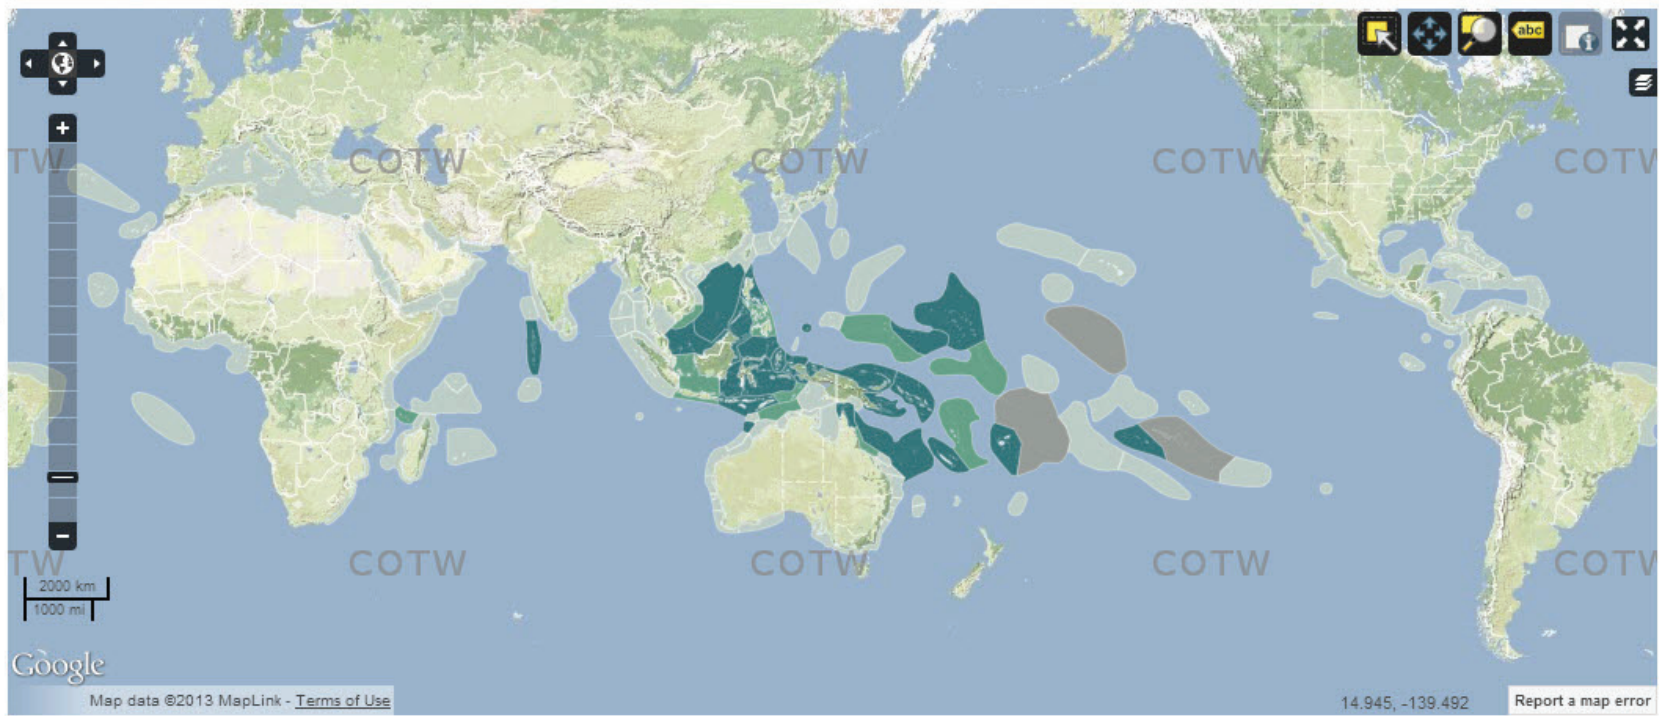 abc
TW COTW COTW COTW COTW
TW COTW COTW COTW COTW
2000 km
1000 mi
Google
Map data ©2013 MapLink - Terms of Use
14.945, -139.492
Report a map error